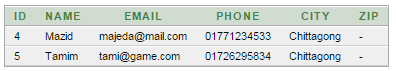 ID NAME EMAIL PHONE CITY ZIP
4 Mazid majeda@mail.com 01771234533 Chittagong -
5 Tamim tami@game.com 01726295834 Chittagong -